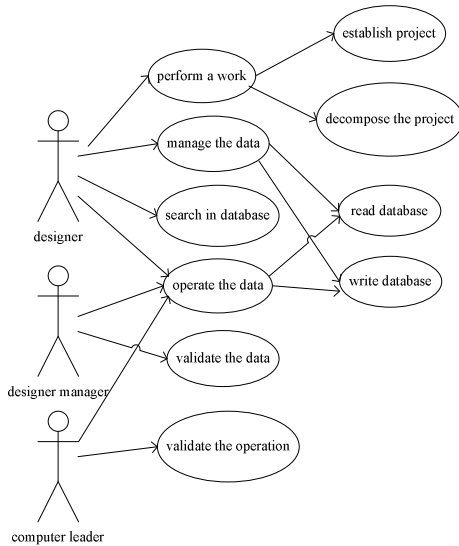 establish project
perform a work
decompose the project
manage the data
search in database
read database
designer
operate the data
write database
validate the data
designer manager
validate the operation
computer leader